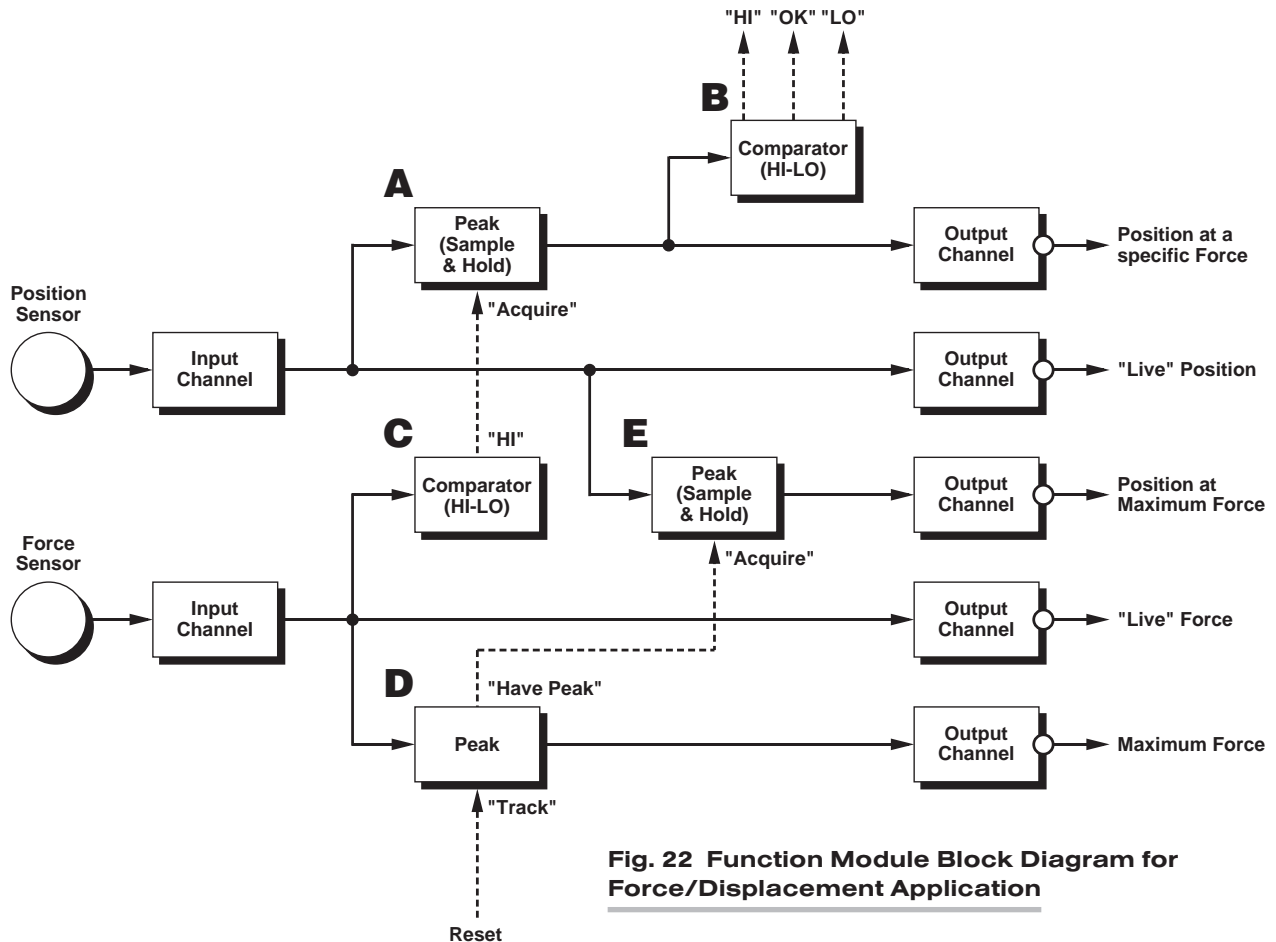 "HI" "OK" "LO"
B
Comparator
(HI-LO)
A
Peak
(Sample
& Hold)
Output
Channel
Position at a
specific Force
"Acquire"
Position
Sensor
Input
Channel
Output
Channel
"Live" Position
C
"HI"
E
Comparator
(HI-LO)
Peak
(Sample
& Hold)
Output
Channel
Position at
Maximum Force
"Acquire"
Force
Sensor
Input
Channel
Output
Channel
"Live" Force
D
"Have Peak"
Peak
Output
Channel
Maximum Force
"Track"
Reset
Fig. 22 Function Module Block Diagram for
Force/Displacement Application